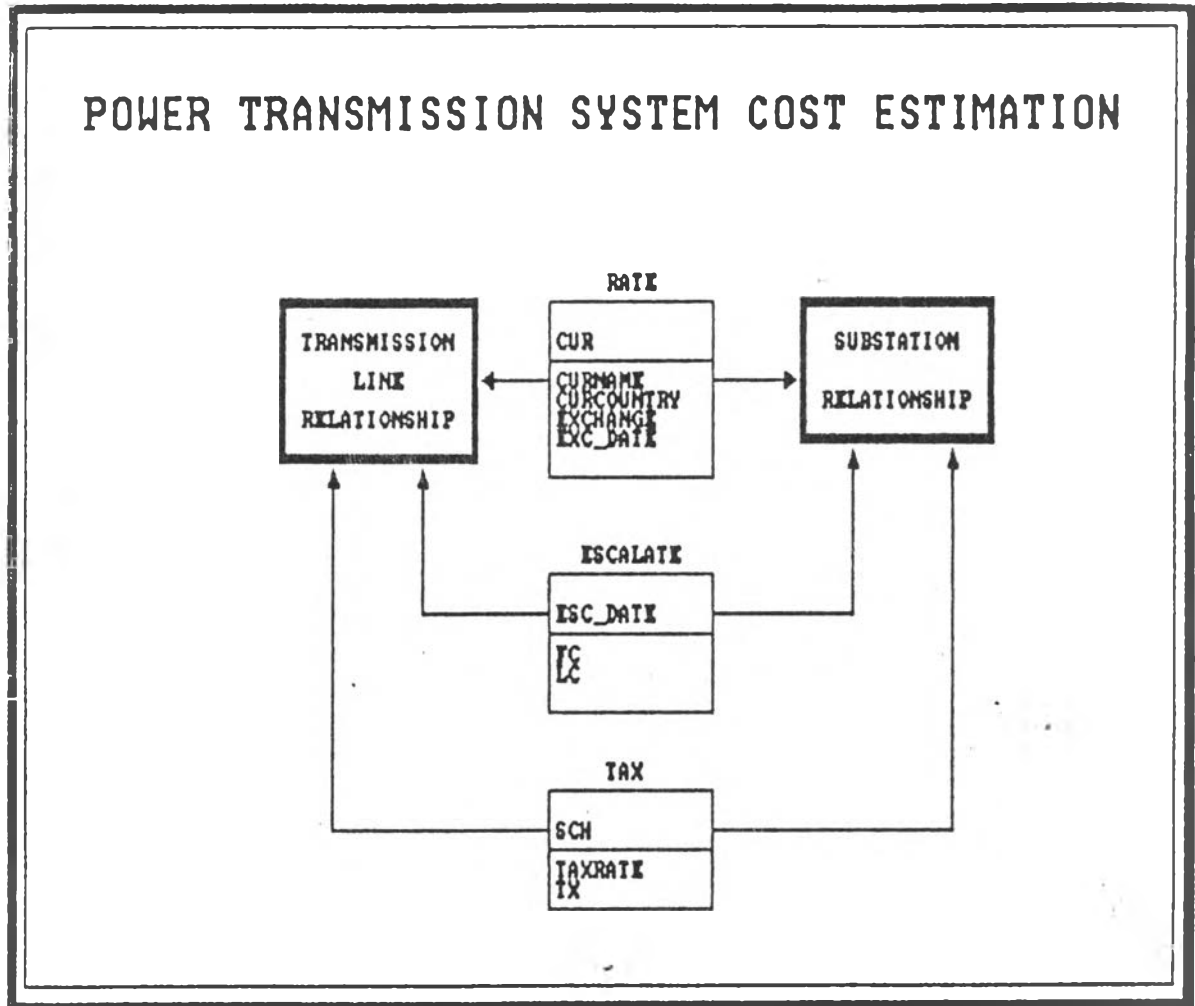 POWER TRANSMISSION SYSTEM COST ESTIMATION
RATE
TRANSMISSION
LINE
RELATIONSHIP
CUR
CURNAME
CURCOUNTRY
EXCHANGE
EXC_DATE
SUBSTATION
RELATIONSHIP
ESCALATE
ESC_DATE
FC
LC
TAX
SCH
TAXRATE
TX